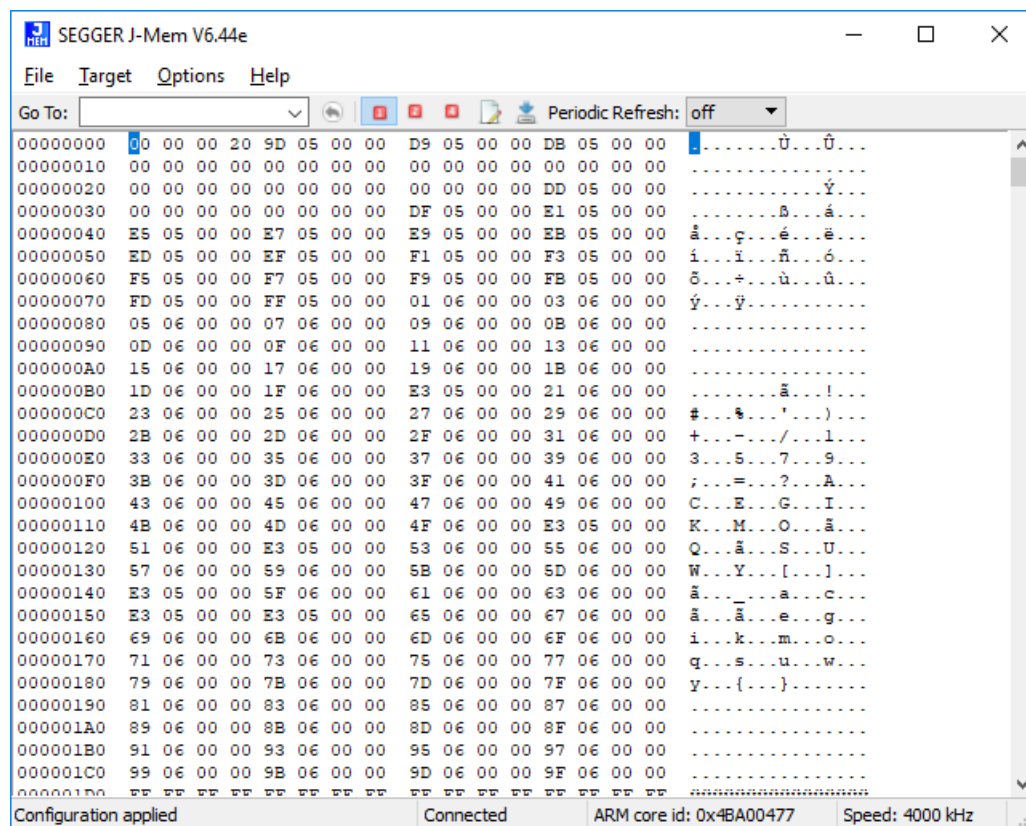 SEGGER J-Mem V6.44e
File Target Options Help
Go To: Periodic Refresh: off
00000000 00 00 00 20 9D 05 00 00 D9 05 00 00 DB 05 00 00 ........Ù...Û...
00000010 00 00 00 00 00 00 00 00 00 00 00 00 00 00 00 00 ................
00000020 00 00 00 00 00 00 00 00 00 00 00 00 DD 05 00 00 ............Ý...
00000030 00 00 00 00 00 00 00 00 DF 05 00 00 E1 05 00 00 ........ß...á...
00000040 E5 05 00 00 E7 05 00 00 E9 05 00 00 EB 05 00 00 å...ç...é...ë...
00000050 ED 05 00 00 EF 05 00 00 F1 05 00 00 F3 05 00 00 í...ï...ñ...ó...
00000060 F5 05 00 00 F7 05 00 00 F9 05 00 00 FB 05 00 00 õ...÷...ù...û...
00000070 FD 05 00 00 FF 05 00 00 01 06 00 00 03 06 00 00 ý...ÿ...........
00000080 05 06 00 00 07 06 00 00 09 06 00 00 0B 06 00 00 ................
00000090 0D 06 00 00 0F 06 00 00 11 06 00 00 13 06 00 00 ................
000000A0 15 06 00 00 17 06 00 00 19 06 00 00 1B 06 00 00 ................
000000B0 1D 06 00 00 1F 06 00 00 E3 05 00 00 21 06 00 00 ........ã...!...
000000C0 23 06 00 00 25 06 00 00 27 06 00 00 29 06 00 00 #...%...'...)...
000000D0 2B 06 00 00 2D 06 00 00 2F 06 00 00 31 06 00 00 +...-.../...1...
000000E0 33 06 00 00 35 06 00 00 37 06 00 00 39 06 00 00 3...5...7...9...
000000F0 3B 06 00 00 3D 06 00 00 3F 06 00 00 41 06 00 00 ;...=...?...A...
00000100 43 06 00 00 45 06 00 00 47 06 00 00 49 06 00 00 C...E...G...I...
00000110 4B 06 00 00 4D 06 00 00 4F 06 00 00 E3 05 00 00 K...M...O...ã...
00000120 51 06 00 00 E3 05 00 00 53 06 00 00 55 06 00 00 Q...ã...S...U...
00000130 57 06 00 00 59 06 00 00 5B 06 00 00 5D 06 00 00 W...Y...[...]...
00000140 E3 05 00 00 5F 06 00 00 61 06 00 00 63 06 00 00 ã..._...a...c...
00000150 E3 05 00 00 E3 05 00 00 65 06 00 00 67 06 00 00 ã...ã...e...g...
00000160 69 06 00 00 6B 06 00 00 6D 06 00 00 6F 06 00 00 i...k...m...o...
00000170 71 06 00 00 73 06 00 00 75 06 00 00 77 06 00 00 q...s...u...w...
00000180 79 06 00 00 7B 06 00 00 7D 06 00 00 7F 06 00 00 y...{...}.......
00000190 81 06 00 00 83 06 00 00 85 06 00 00 87 06 00 00 ................
000001A0 89 06 00 00 8B 06 00 00 8D 06 00 00 8F 06 00 00 ................
000001B0 91 06 00 00 93 06 00 00 95 06 00 00 97 06 00 00 ................
000001C0 99 06 00 00 9B 06 00 00 9D 06 00 00 9F 06 00 00 ................
000001D0 FF FF FF FF FF FF FF FF FF FF FF FF FF FF FF FF ÿÿÿÿÿÿÿÿÿÿÿÿÿÿÿÿ
Configuration applied Connected ARM core id: 0x4BA00477 Speed: 4000 kHz